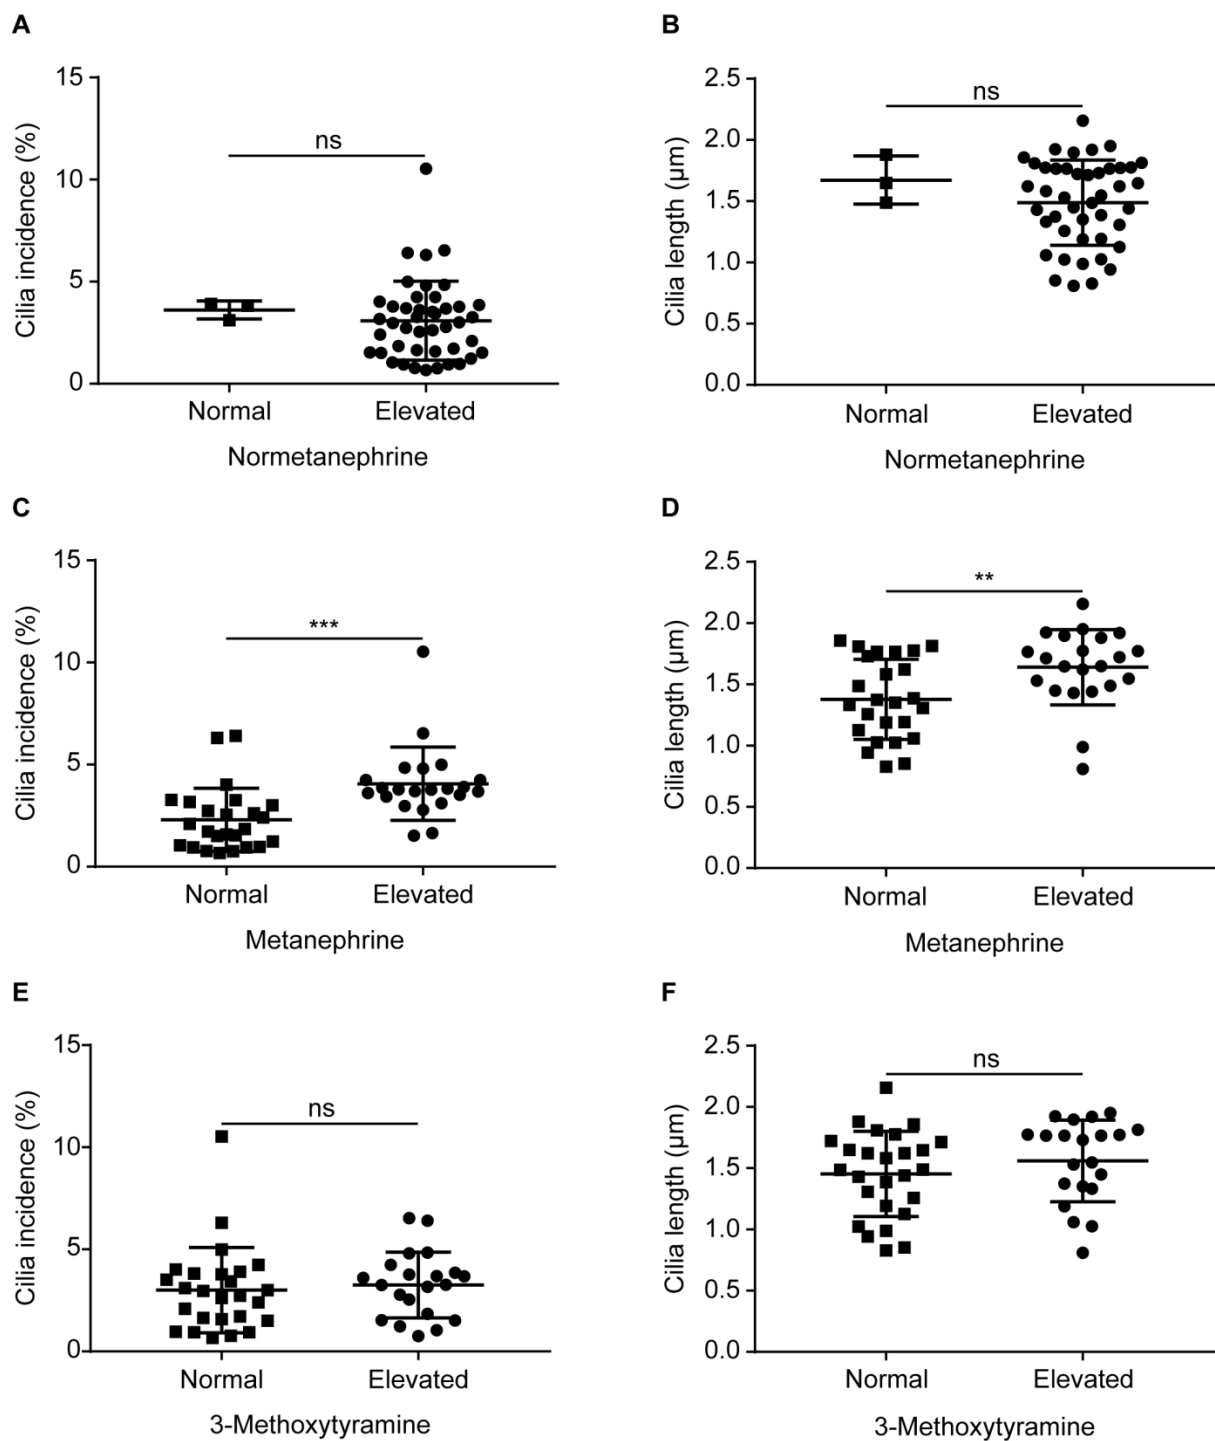 A
Cilia incidence (%)
15
10
5
0
ns
Normal
Elevated
Normetanephrine
B
Cilia length (µm)
2.5
2.0
1.5
1.0
0.5
0.0
ns
Normal
Elevated
Normetanephrine
C
Cilia incidence (%)
15
10
5
0
***
Normal
Elevated
Metanephrine
D
Cilia length (µm)
2.5
2.0
1.5
1.0
0.5
0.0
**
Normal
Elevated
Metanephrine
E
Cilia incidence (%)
15
10
5
0
ns
Normal
Elevated
3-Methoxytyramine
F
Cilia length (µm)
2.5
2.0
1.5
1.0
0.5
0.0
ns
Normal
Elevated
3-Methoxytyramine